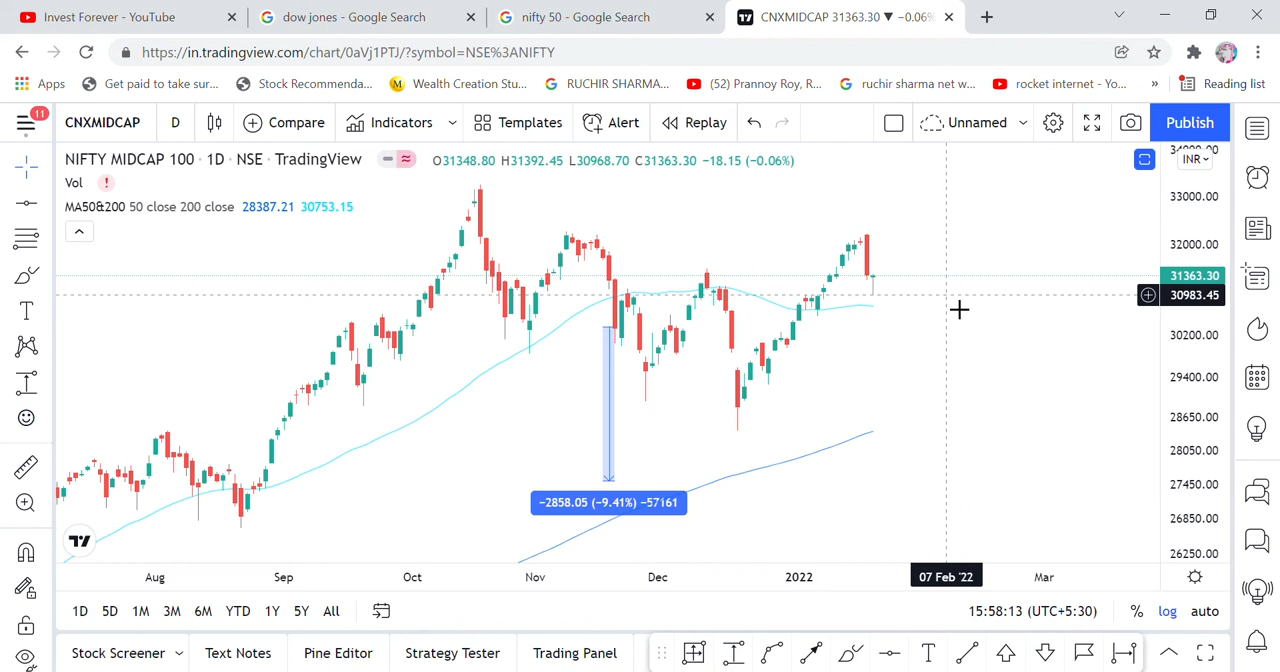 Invest Forever - YouTube
dow jones - Google Search
nifty 50 - Google Search
CNXMIDCAP 31363.30 ▼ −0.06%
https://in.tradingview.com/chart/0aVj1PTJ/?symbol=NSE%3ANIFTY
Apps
Get paid to take sur...
Stock Recommenda...
Wealth Creation Stu...
RUCHIR SHARMA...
(52) Prannoy Roy, R...
ruchir sharma net w...
rocket internet - Yo...
»
Reading list
11
CNXMIDCAP
D
Compare
Indicators
Templates
Alert
Replay
Unnamed
Publish
NIFTY MIDCAP 100 · 1D · NSE · TradingView
O31348.80 H31392.45 L30968.70 C31363.30 −18.15 (−0.06%)
Vol
!
MA50&200 50 close 200 close 28387.21 30753.15
34000.00
INR
33000.00
32000.00
31363.30
30983.45
30200.00
29400.00
28650.00
28050.00
27450.00
26850.00
26250.00
−2858.05 (−9.41%) −57161
Aug
Sep
Oct
Nov
Dec
2022
07 Feb '22
Mar
1D 5D 1M 3M 6M YTD 1Y 5Y All
15:58:13 (UTC+5:30)
% log auto
Stock Screener
Text Notes
Pine Editor
Strategy Tester
Trading Panel
T